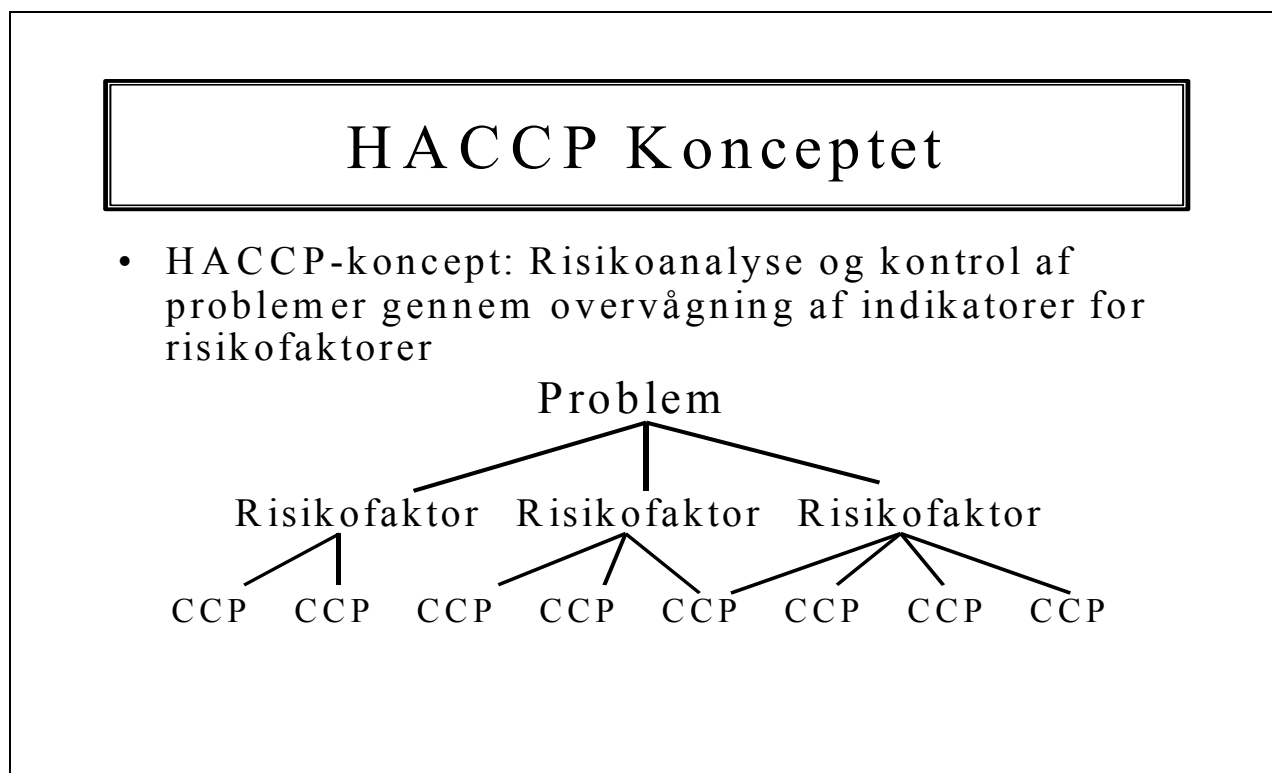 HACCP Konceptet
• HACCP-koncept: Risikoanalyse og kontrol af
problemer gennem overvågning af indikatorer for
risikofaktorer
Problem
Risikofaktor Risikofaktor Risikofaktor
CCP CCP CCP CCP CCP CCP CCP CCP